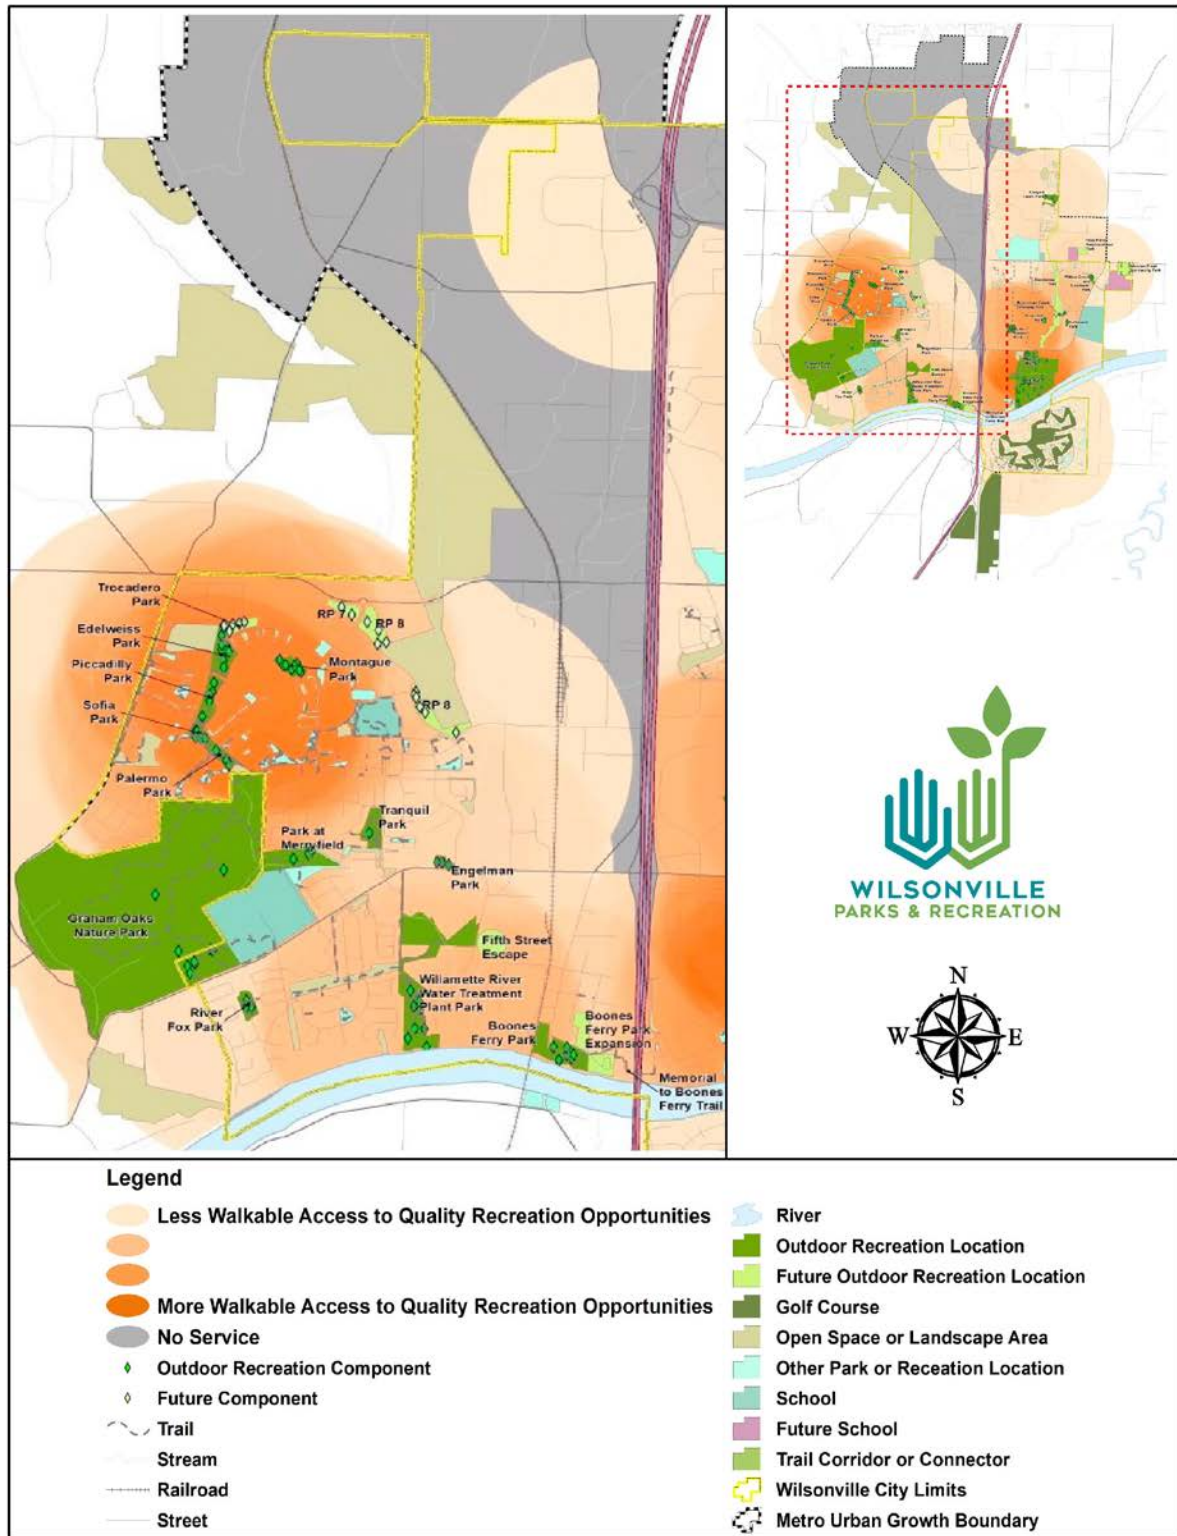 Trocadero
Park
Edelweiss
Park
Piccadilly
Park
Sofia
Park
Palermo
Park
RP 7
RP 8
Montague
Park
RP 8
Tranquil
Park
Park at
Merryfield
Engelman
Park
Graham Oaks
Nature Park
Fifth Street
Escape
Willamette River
Water Treatment
Plant Park
River
Fox Park
Boones
Ferry Park
Boones
Ferry Park
Expansion
Memorial
to Boones
Ferry Trail
WILSONVILLE
PARKS & RECREATION
N
W
E
S
Legend
Less Walkable Access to Quality Recreation Opportunities
More Walkable Access to Quality Recreation Opportunities
No Service
Outdoor Recreation Component
Future Component
Trail
Stream
Railroad
Street
River
Outdoor Recreation Location
Future Outdoor Recreation Location
Golf Course
Open Space or Landscape Area
Other Park or Receation Location
School
Future School
Trail Corridor or Connector
Wilsonville City Limits
Metro Urban Growth Boundary